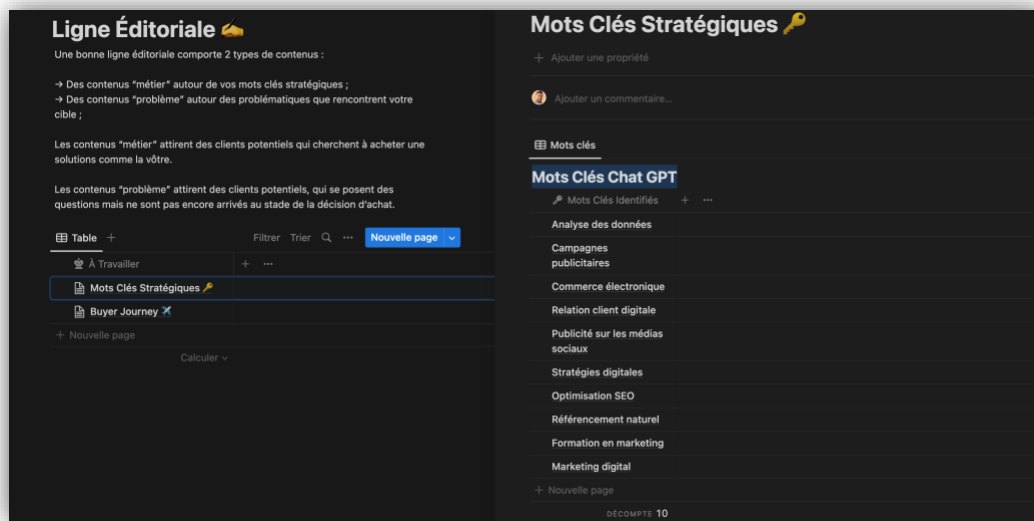 Ligne Éditoriale ✍️
Une bonne ligne éditoriale comporte 2 types de contenus :
→ Des contenus “métier” autour de vos mots clés stratégiques ;
→ Des contenus “problème” autour des problématiques que rencontrent votre
cible ;
Les contenus “métier” attirent des clients potentiels qui cherchent à acheter une
solutions comme la vôtre.
Les contenus “problème” attirent des clients potentiels, qui se posent des
questions mais ne sont pas encore arrivés au stade de la décision d’achat.
Table +
Filtrer Trier ... Nouvelle page
À Travailler + ...
Mots Clés Stratégiques 🔑
Buyer Journey ✈️
+ Nouvelle page
Calculer
Mots Clés Stratégiques 🔑
+ Ajouter une propriété
Ajouter un commentaire...
Mots clés
Mots Clés Chat GPT
Mots Clés Identifiés + ...
Analyse des données
Campagnes
publicitaires
Commerce électronique
Relation client digitale
Publicité sur les médias
sociaux
Stratégies digitales
Optimisation SEO
Référencement naturel
Formation en marketing
Marketing digital
+ Nouvelle page
DÉCOMPTE 10